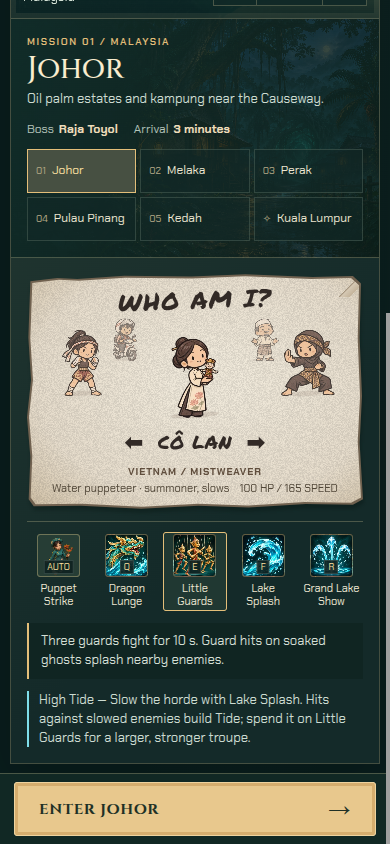 Malaysia
MISSION 01 / MALAYSIA
JOHOR
Oil palm estates and kampung near the Causeway.
Boss Raja Toyol Arrival 3 minutes
01 Johor
02 Melaka
03 Perak
04 Pulau Pinang
05 Kedah
✧ Kuala Lumpur
WHO AM I?
← CÔ LAN →
VIETNAM / MISTWEAVER
Water puppeteer · summoner, slows 100 HP / 165 SPEED
AUTO
Puppet
Strike
Q
Dragon
Lunge
E
Little
Guards
F
Lake
Splash
R
Grand Lake
Show
Three guards fight for 10 s. Guard hits on soaked
ghosts splash nearby enemies.
High Tide — Slow the horde with Lake Splash. Hits
against slowed enemies build Tide; spend it on Little
Guards for a larger, stronger troupe.
ENTER JOHOR →